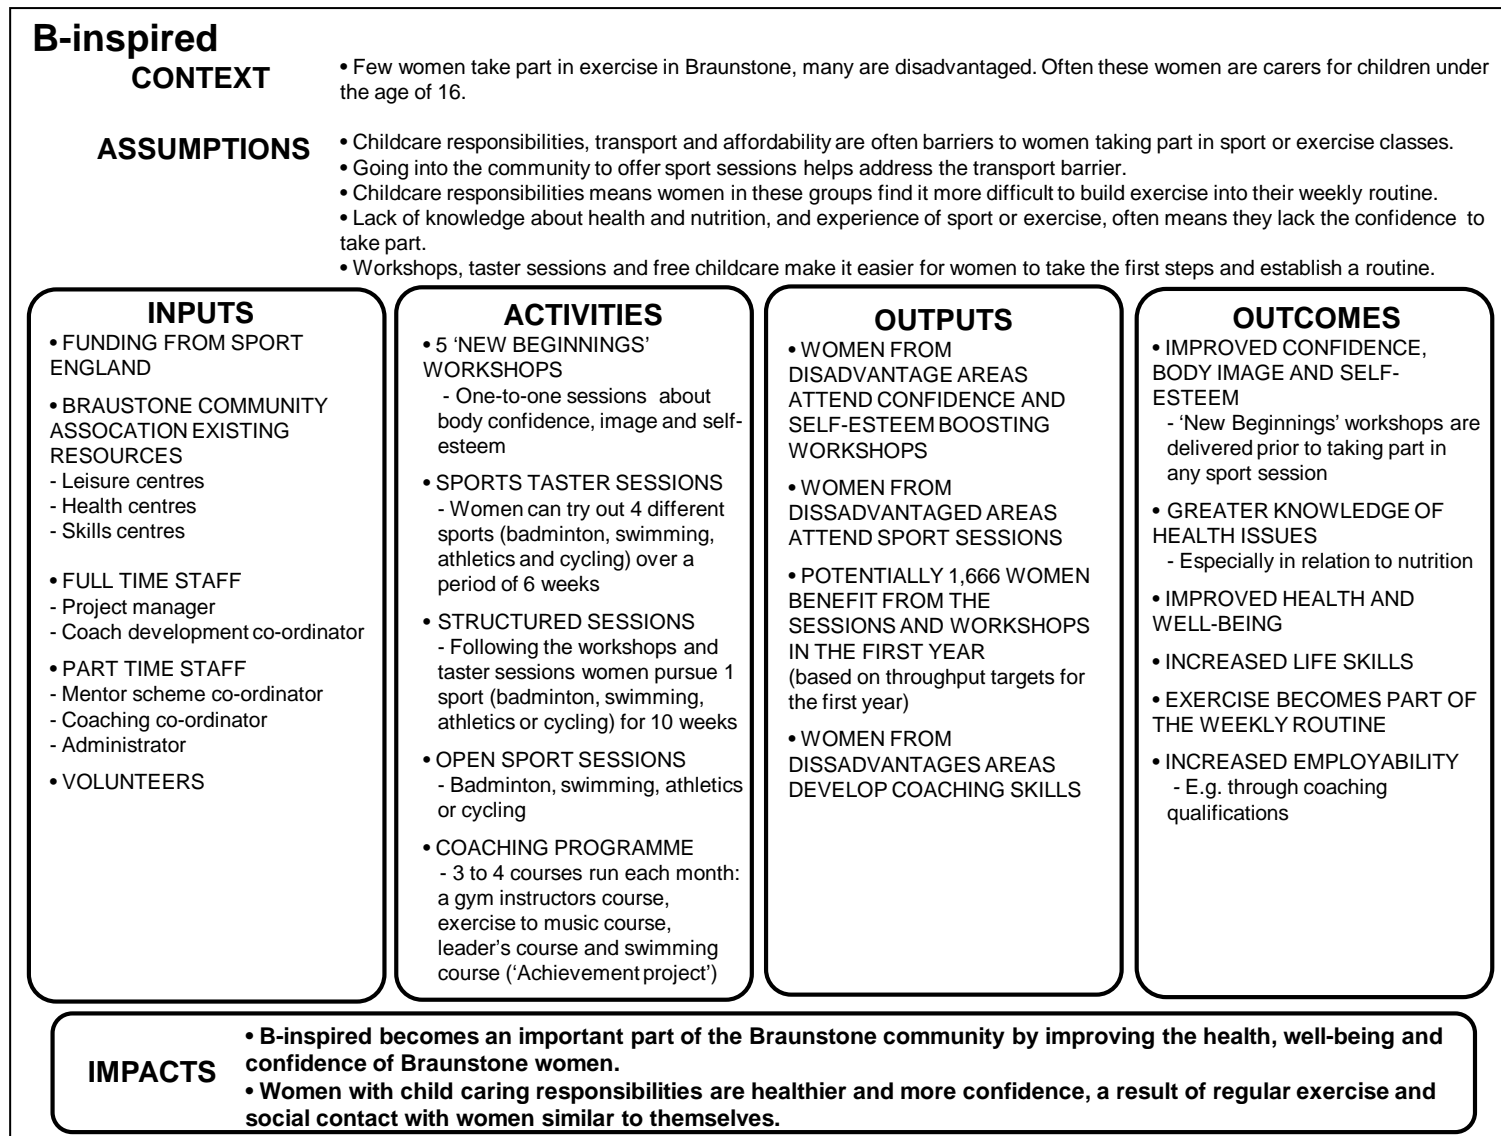 B-inspired
CONTEXT
• Few women take part in exercise in Braunstone, many are disadvantaged. Often these women are carers for children under
the age of 16.
ASSUMPTIONS
• Childcare responsibilities, transport and affordability are often barriers to women taking part in sport or exercise classes.
• Going into the community to offer sport sessions helps address the transport barrier.
• Childcare responsibilities means women in these groups find it more difficult to build exercise into their weekly routine.
• Lack of knowledge about health and nutrition, and experience of sport or exercise, often means they lack the confidence to
take part.
• Workshops, taster sessions and free childcare make it easier for women to take the first steps and establish a routine.
INPUTS
• FUNDING FROM SPORT
ENGLAND
• BRAUSTONE COMMUNITY
ASSOCATION EXISTING
RESOURCES
- Leisure centres
- Health centres
- Skills centres
• FULL TIME STAFF
- Project manager
- Coach development co-ordinator
• PART TIME STAFF
- Mentor scheme co-ordinator
- Coaching co-ordinator
- Administrator
• VOLUNTEERS
ACTIVITIES
• 5 ‘NEW BEGINNINGS’
WORKSHOPS
- One-to-one sessions about
body confidence, image and self-
esteem
• SPORTS TASTER SESSIONS
- Women can try out 4 different
sports (badminton, swimming,
athletics and cycling) over a
period of 6 weeks
• STRUCTURED SESSIONS
- Following the workshops and
taster sessions women pursue 1
sport (badminton, swimming,
athletics or cycling) for 10 weeks
• OPEN SPORT SESSIONS
- Badminton, swimming, athletics
or cycling
• COACHING PROGRAMME
- 3 to 4 courses run each month:
a gym instructors course,
exercise to music course,
leader’s course and swimming
course (‘Achievement project’)
OUTPUTS
• WOMEN FROM
DISADVANTAGE AREAS
ATTEND CONFIDENCE AND
SELF-ESTEEM BOOSTING
WORKSHOPS
• WOMEN FROM
DISSADVANTAGED AREAS
ATTEND SPORT SESSIONS
• POTENTIALLY 1,666 WOMEN
BENEFIT FROM THE
SESSIONS AND WORKSHOPS
IN THE FIRST YEAR
(based on throughput targets for
the first year)
• WOMEN FROM
DISSADVANTAGES AREAS
DEVELOP COACHING SKILLS
OUTCOMES
• IMPROVED CONFIDENCE,
BODY IMAGE AND SELF-
ESTEEM
- ‘New Beginnings’ workshops are
delivered prior to taking part in
any sport session
• GREATER KNOWLEDGE OF
HEALTH ISSUES
- Especially in relation to nutrition
• IMPROVED HEALTH AND
WELL-BEING
• INCREASED LIFE SKILLS
• EXERCISE BECOMES PART OF
THE WEEKLY ROUTINE
• INCREASED EMPLOYABILITY
- E.g. through coaching
qualifications
IMPACTS
• B-inspired becomes an important part of the Braunstone community by improving the health, well-being and
confidence of Braunstone women.
• Women with child caring responsibilities are healthier and more confidence, a result of regular exercise and
social contact with women similar to themselves.